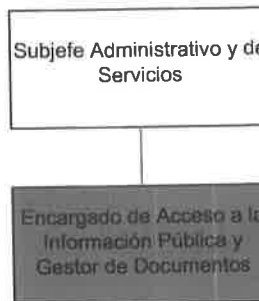 Subjefe Administrativo y de
Servicios
Encargado de Acceso a la
Información Pública y
Gestor de Documentos